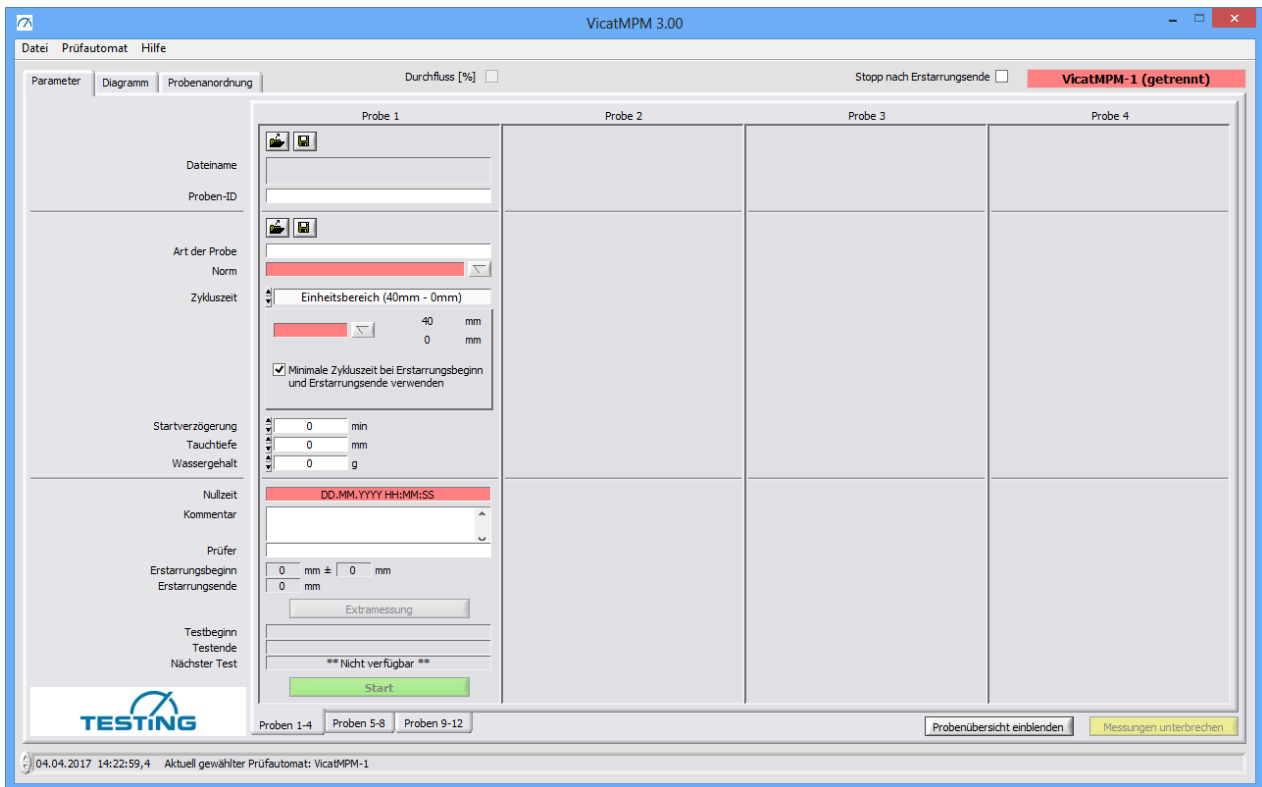 VicatMPM 3.00
Datei Prüfautomat Hilfe
Parameter Diagramm Probenanordnung
Durchfluss [%]
Stopp nach Erstarrungsende
VicatMPM-1 (getrennt)
Probe 1 Probe 2 Probe 3 Probe 4
Dateiname
Proben-ID
Art der Probe
Norm
Zykluszeit Einheitsbereich (40mm - 0mm)
40 mm
0 mm
Minimale Zykluszeit bei Erstarrungsbeginn
und Erstarrungsende verwenden
Startverzögerung 0 min
Tauchtiefe 0 mm
Wassergehalt 0 g
Nullzeit DD.MM.YYYY HH:MM:SS
Kommentar
Prüfer
Erstarrungsbeginn 0 mm ± 0 mm
Erstarrungsende 0 mm
Extramessung
Testbeginn
Testende
Nächster Test ** Nicht verfügbar **
Start
TESTING
Proben 1-4 Proben 5-8 Proben 9-12
Probenübersicht einblenden Messungen unterbrechen
04.04.2017 14:22:59,4 Aktuell gewählter Prüfautomat: VicatMPM-1